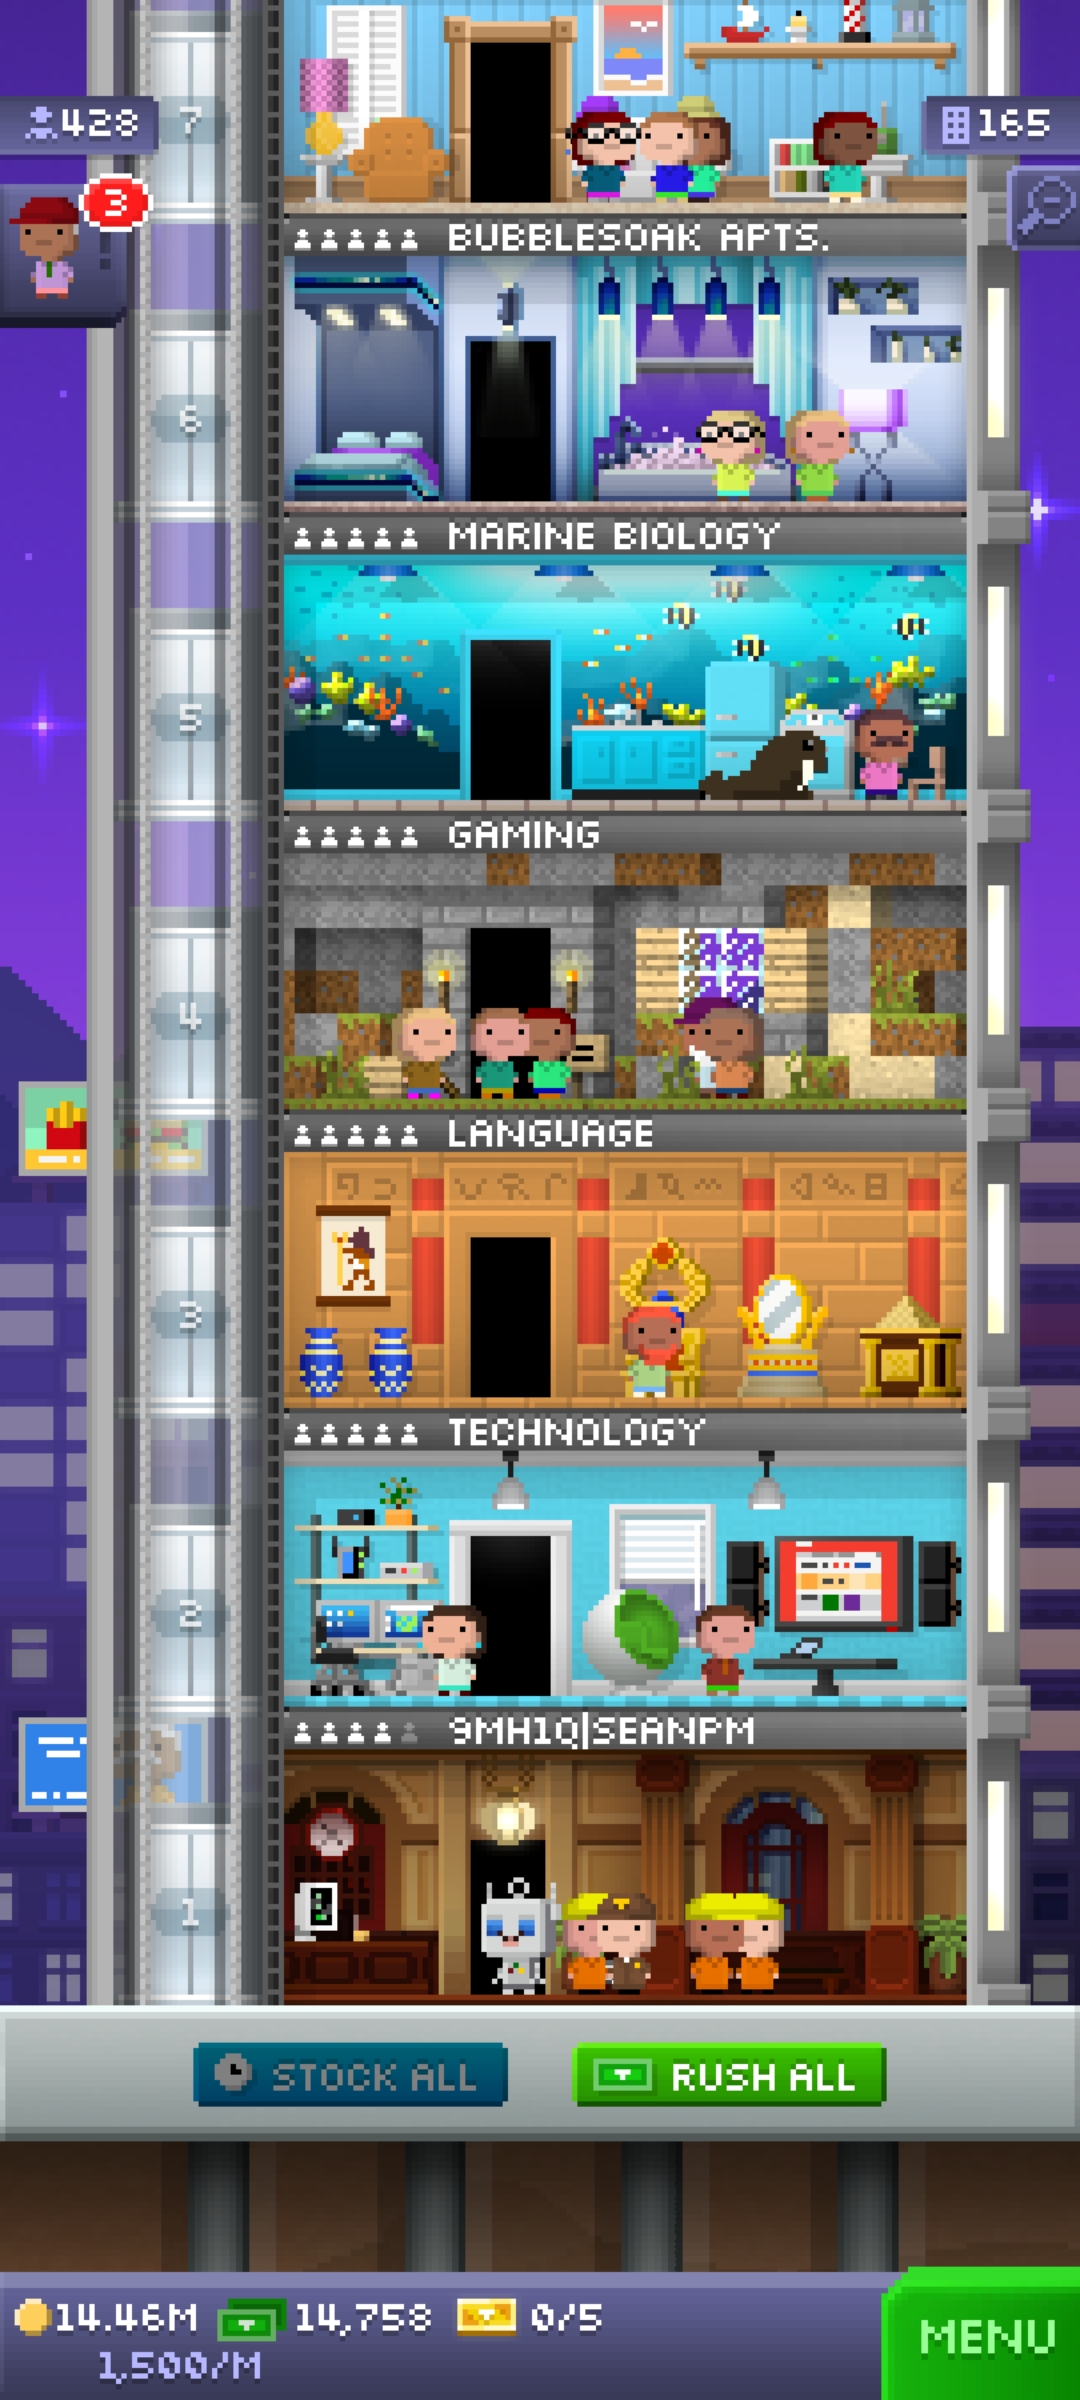 428
7
165
3
BUBBLESOAK APTS.
6
MARINE BIOLOGY
5
GAMING
4
LANGUAGE
3
TECHNOLOGY
2
9MH1Q|SEANPM
1
STOCK ALL
RUSH ALL
14.46M
14,758
0/5
1,500/M
MENU